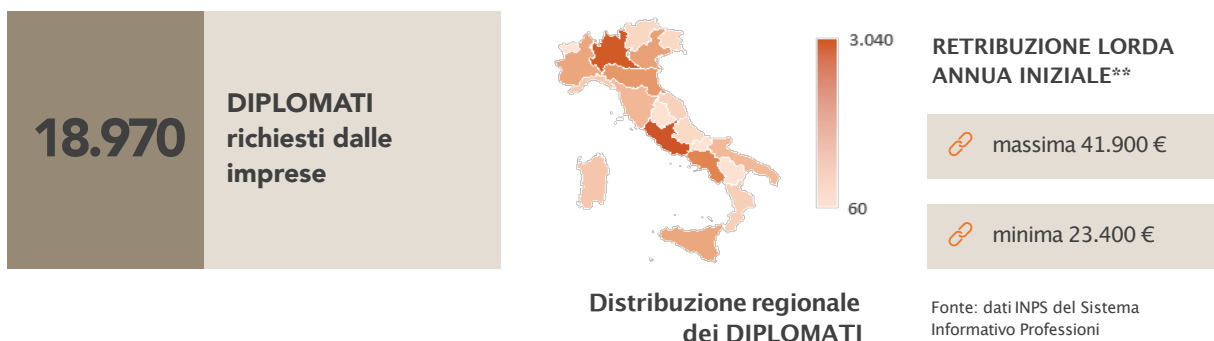 18.970
DIPLOMATI
richiesti dalle
imprese
3.040
60
Distribuzione regionale
dei DIPLOMATI
RETRIBUZIONE LORDA
ANNUA INIZIALE**
massima 41.900 €
minima 23.400 €
Fonte: dati INPS del Sistema
Informativo Professioni